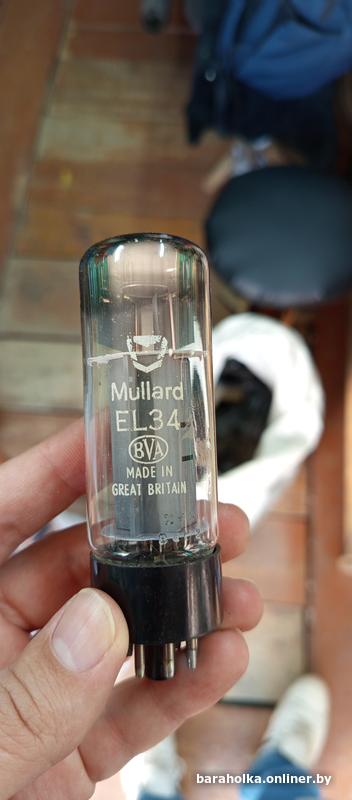 Mullard
EL34
BVA
MADE IN
GREAT BRITAIN
baraholka.onliner.by